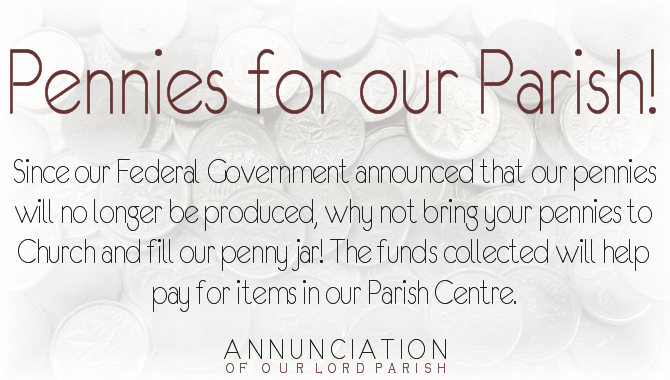 Pennies for our Parish!
Since our Federal Government announced that our pennies
will no longer be produced, why not bring your pennies to
Church and fill our penny jar! The funds collected will help
pay for items in our Parish Centre.
ANNUNCIATION
OF OUR LORD PARISH